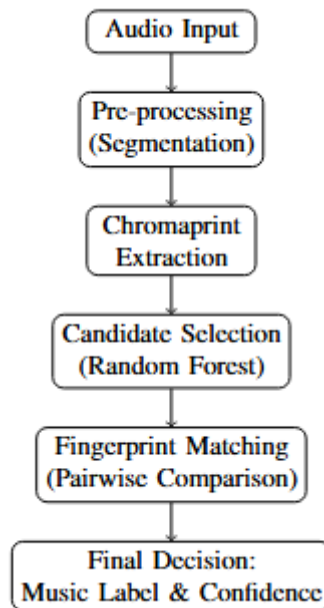 Audio Input
Pre-processing
(Segmentation)
Chromaprint
Extraction
Candidate Selection
(Random Forest)
Fingerprint Matching
(Pairwise Comparison)
Final Decision:
Music Label & Confidence